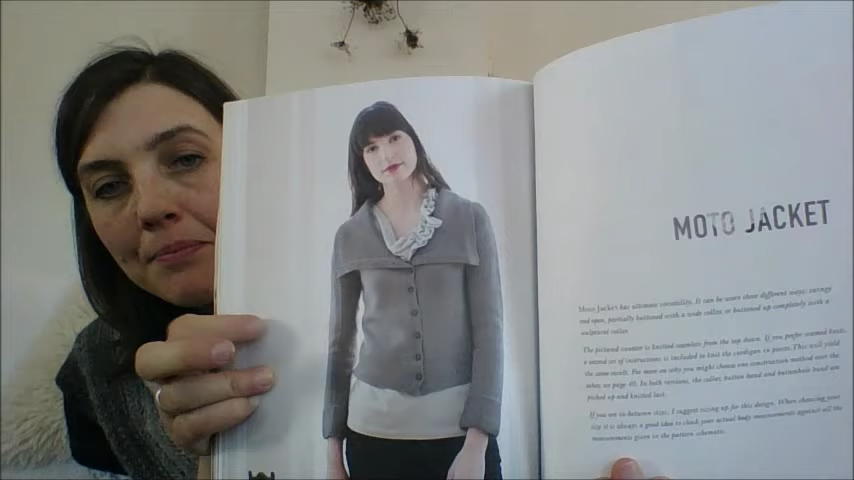 MOTO JACKET
Moto Jacket has ultimate versatility. It can be worn three different ways: swingy
and open, partially buttoned with a wide collar, or buttoned up completely with a
sculptural collar.
The pictured sweater is knitted seamless from the top down. If you prefer seamed knits,
a second set of instructions is included to knit the cardigan in pieces. This will yield
the same result. For more on why you might choose one construction method over the
other, see page 40. In both versions, the collar, button band and buttonhole band are
picked up and knitted last.
If you are in-between sizes, I suggest sizing up for this design. When choosing your
size it is always a good idea to check your actual body measurements against all the
measurements given in the pattern schematic.